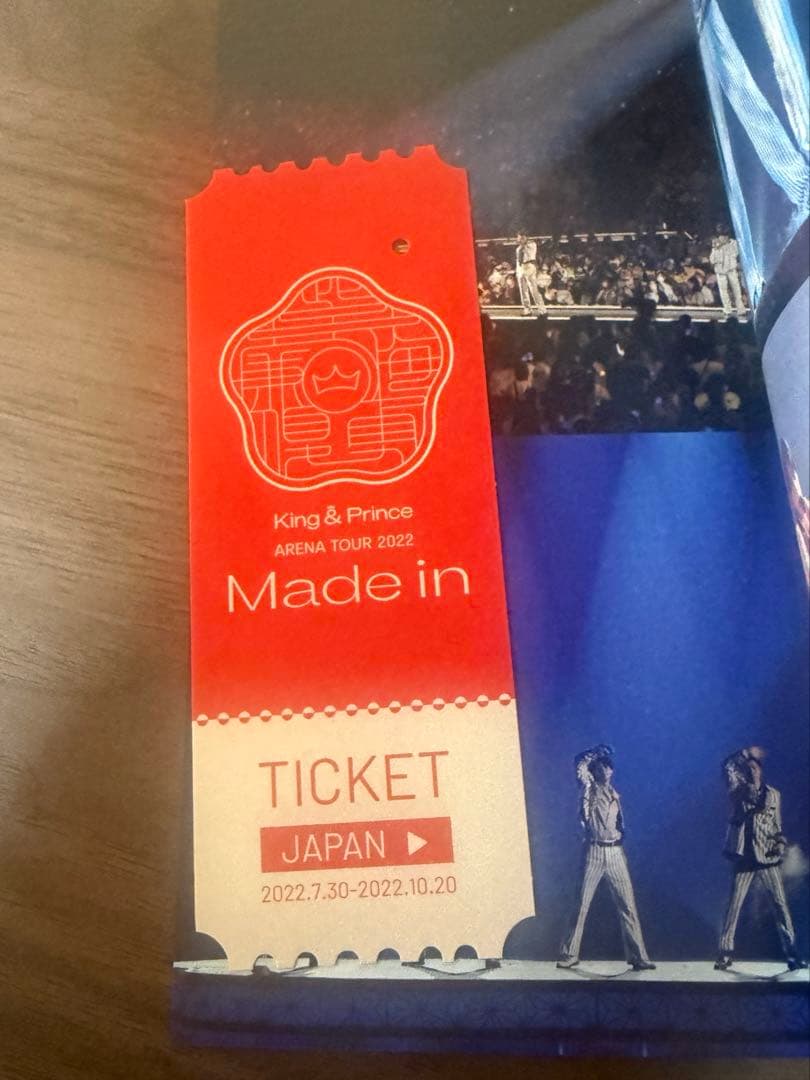 King & Prince
ARENA TOUR 2022
Made in
TICKET
JAPAN ▶
2022.7.30-2022.10.20